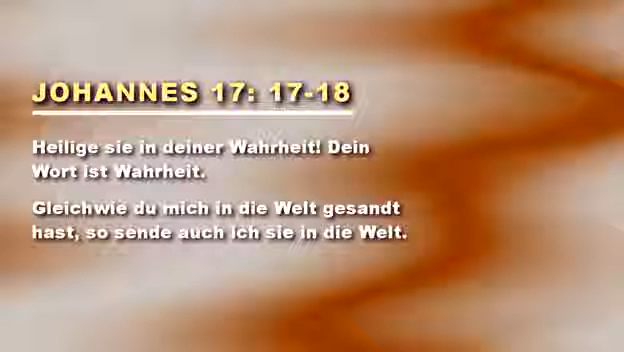 JOHANNES 17: 17-18
Heilige sie in deiner Wahrheit! Dein
Wort ist Wahrheit.
Gleichwie du mich in die Welt gesandt
hast, so sende auch ich sie in die Welt.